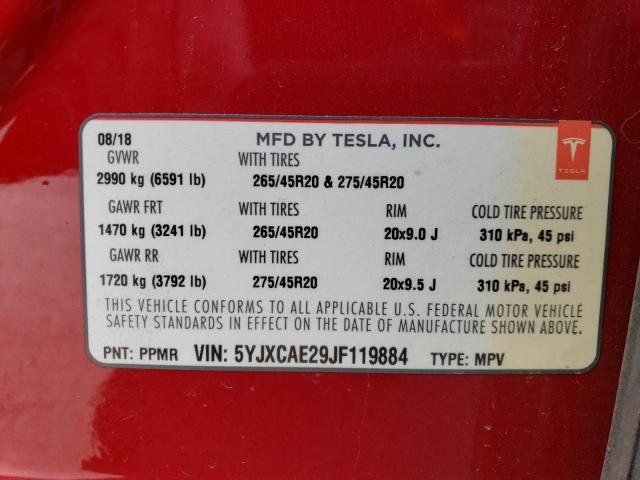 08/18 MFD BY TESLA, INC.
GVWR WITH TIRES
2990 kg (6591 lb) 265/45R20 & 275/45R20
TESLA
GAWR FRT WITH TIRES RIM COLD TIRE PRESSURE
1470 kg (3241 lb) 265/45R20 20x9.0 J 310 kPa, 45 psi
GAWR RR WITH TIRES RIM COLD TIRE PRESSURE
1720 kg (3792 lb) 275/45R20 20x9.5 J 310 kPa, 45 psi
THIS VEHICLE CONFORMS TO ALL APPLICABLE U.S. FEDERAL MOTOR VEHICLE
SAFETY STANDARDS IN EFFECT ON THE DATE OF MANUFACTURE SHOWN ABOVE.
PNT: PPMR VIN: 5YJXCAE29JF119884 TYPE: MPV